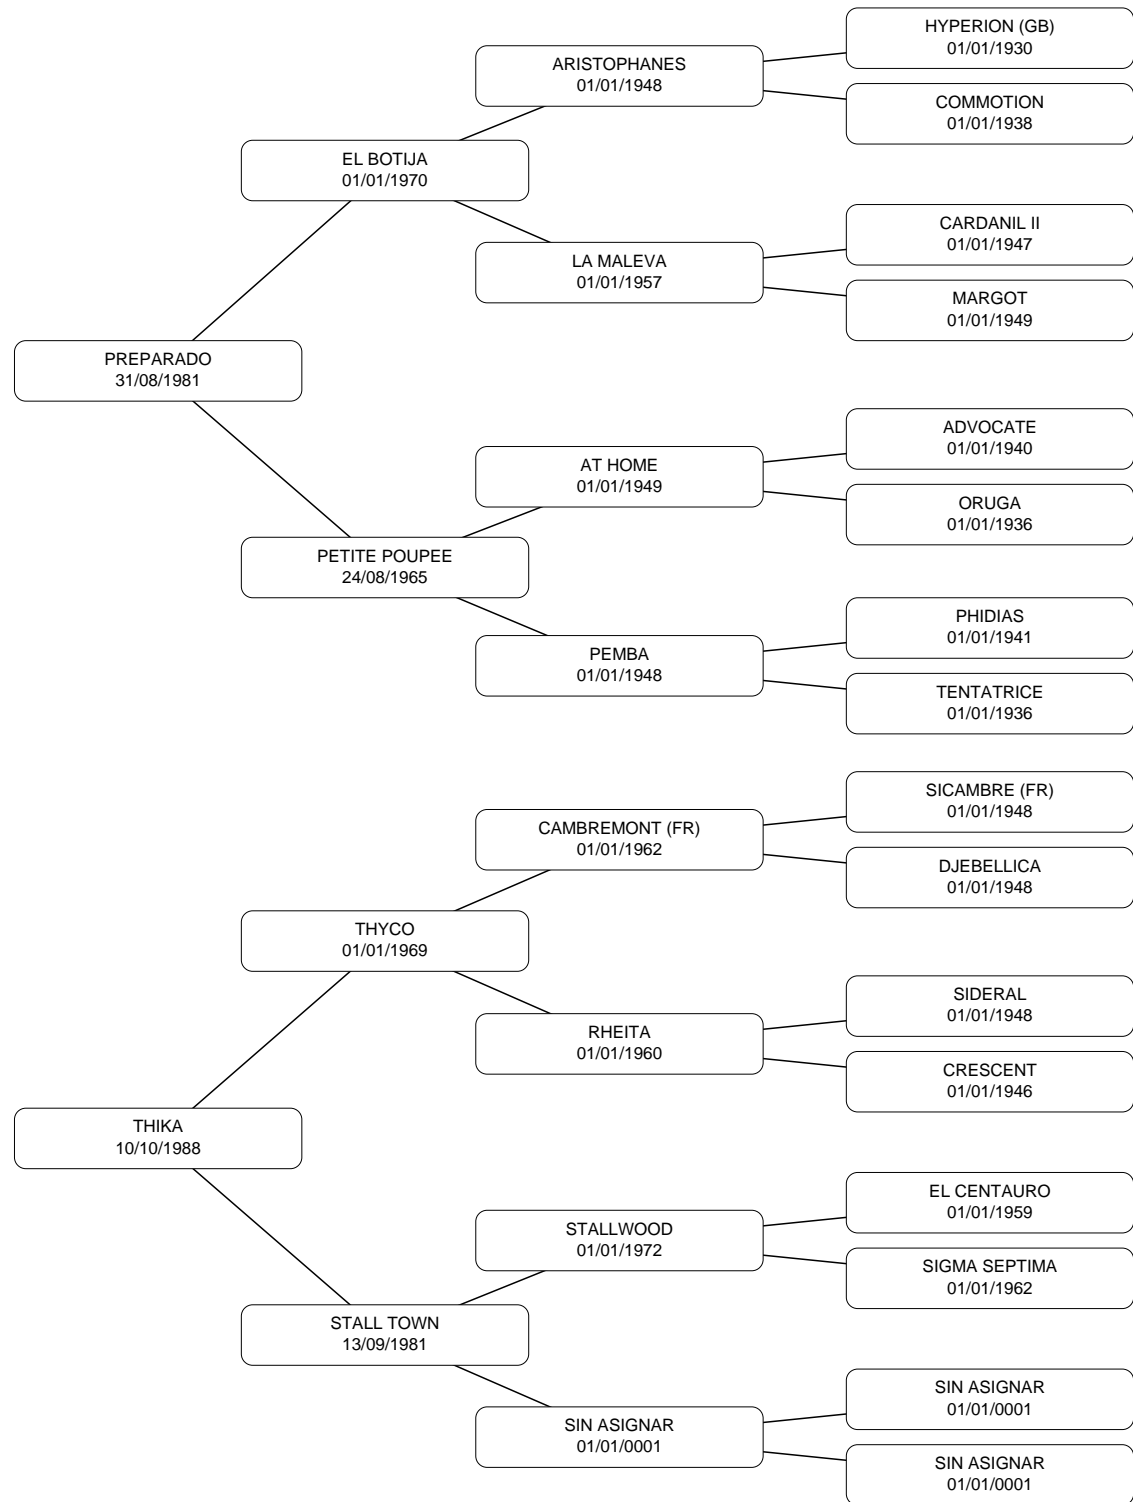 HYPERION (GB)
01/01/1930
ARISTOPHANES
01/01/1948
COMMOTION
01/01/1938
EL BOTIJA
01/01/1970
CARDANIL II
01/01/1947
LA MALEVA
01/01/1957
MARGOT
01/01/1949
PREPARADO
31/08/1981
ADVOCATE
01/01/1940
AT HOME
01/01/1949
ORUGA
01/01/1936
PETITE POUPEE
24/08/1965
PHIDIAS
01/01/1941
PEMBA
01/01/1948
TENTATRICE
01/01/1936
SICAMBRE (FR)
01/01/1948
CAMBREMONT (FR)
01/01/1962
DJEBELLICA
01/01/1948
THYCO
01/01/1969
SIDERAL
01/01/1948
RHEITA
01/01/1960
CRESCENT
01/01/1946
THIKA
10/10/1988
EL CENTAURO
01/01/1959
STALLWOOD
01/01/1972
SIGMA SEPTIMA
01/01/1962
STALL TOWN
13/09/1981
SIN ASIGNAR
01/01/0001
SIN ASIGNAR
01/01/0001
SIN ASIGNAR
01/01/0001